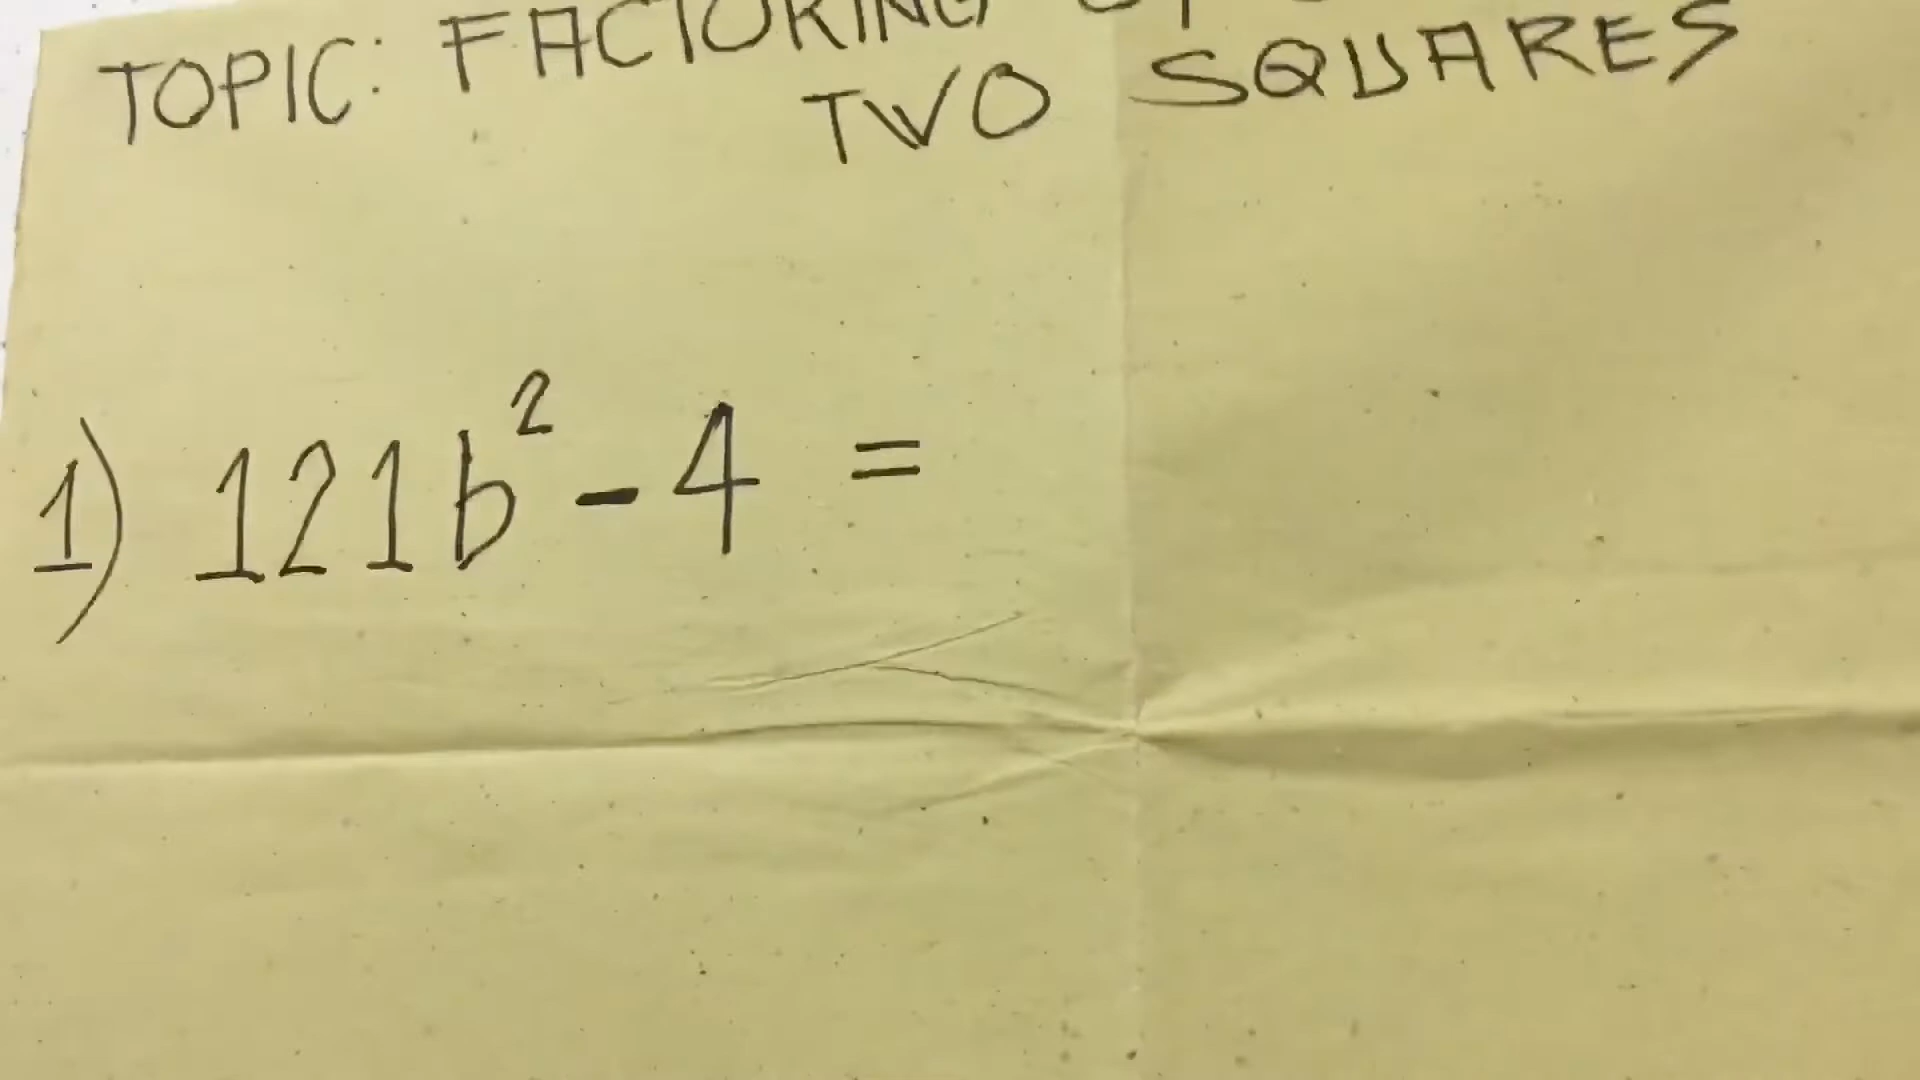 TOPIC: FACTORING
TWO SQUARES
1) 121b² - 4 =